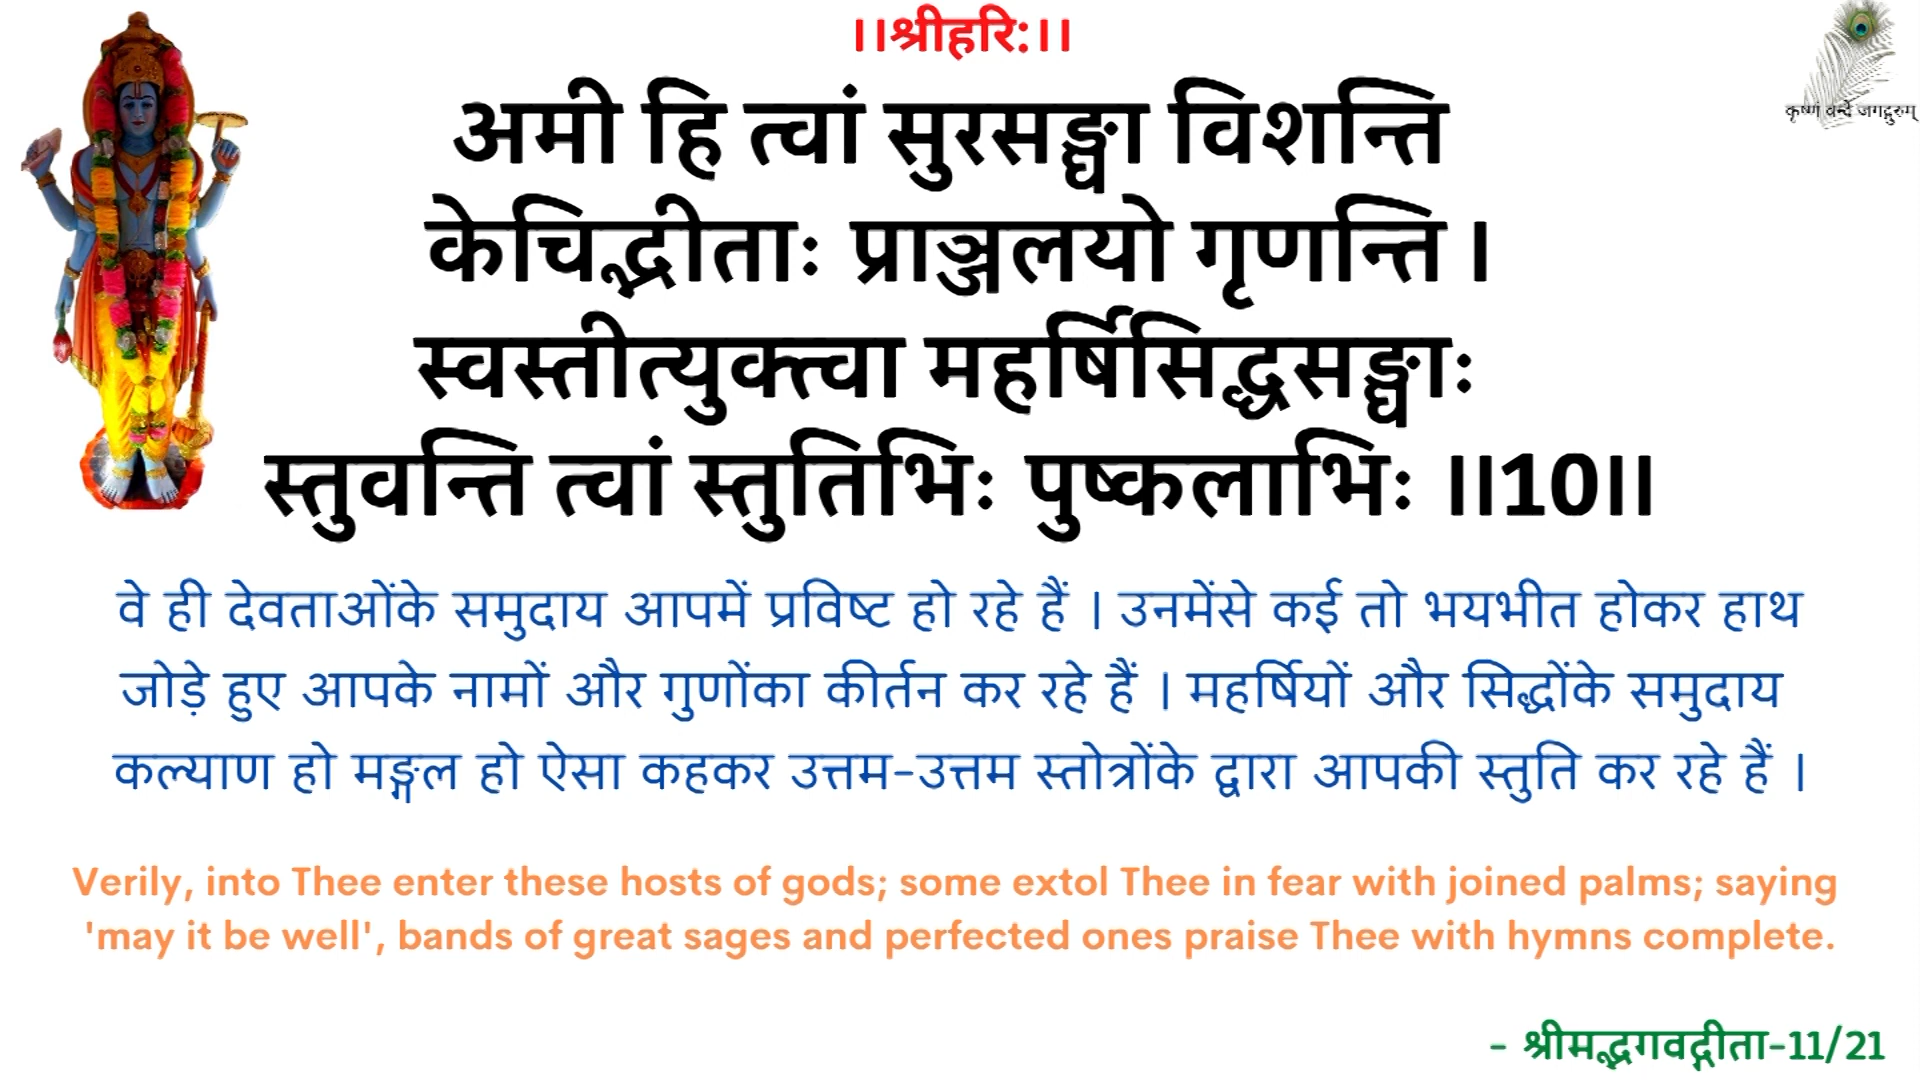 ।।श्रीहरि:।।
कृष्णं वन्दे जगद्गुरुम्
अमी हि त्वां सुरसङ्घा विशन्ति
केचिद्भीताः प्राञ्जलयो गृणन्ति ।
स्वस्तीत्युक्त्वा महर्षिसिद्धसङ्घाः
स्तुवन्ति त्वां स्तुतिभिः पुष्कलाभिः ॥10॥
वे ही देवताओंके समुदाय आपमें प्रविष्ट हो रहे हैं । उनमेंसे कई तो भयभीत होकर हाथ
जोड़े हुए आपके नामों और गुणोंका कीर्तन कर रहे हैं । महर्षियों और सिद्धोंके समुदाय
कल्याण हो मङ्गल हो ऐसा कहकर उत्तम-उत्तम स्तोत्रोंके द्वारा आपकी स्तुति कर रहे हैं ।
Verily, into Thee enter these hosts of gods; some extol Thee in fear with joined palms; saying
'may it be well', bands of great sages and perfected ones praise Thee with hymns complete.
- श्रीमद्भगवद्गीता-11/21